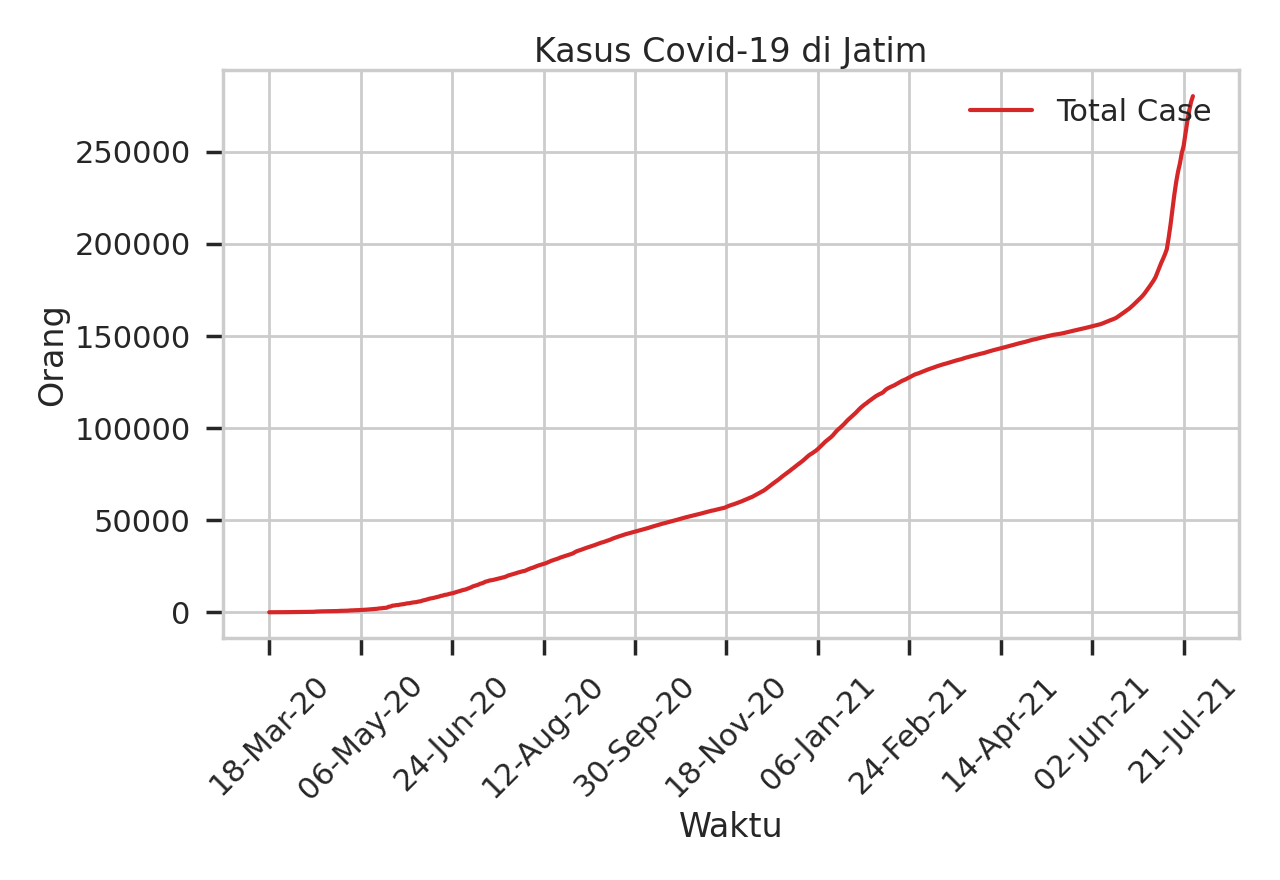 Kasus Covid-19 di Jatim
Total Case
Orang
250000
200000
150000
100000
50000
0
18-Mar-20
06-May-20
24-Jun-20
12-Aug-20
30-Sep-20
18-Nov-20
06-Jan-21
24-Feb-21
14-Apr-21
02-Jun-21
21-Jul-21
Waktu